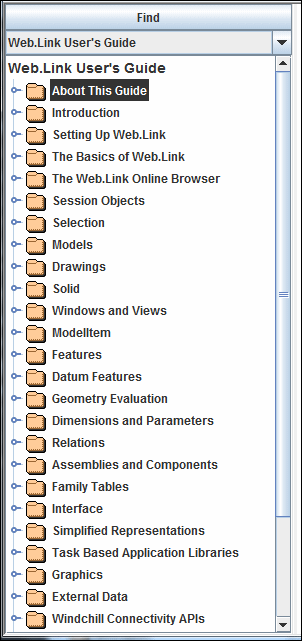 Find
Web.Link User's Guide
Web.Link User's Guide
About This Guide
Introduction
Setting Up Web.Link
The Basics of Web.Link
The Web.Link Online Browser
Session Objects
Selection
Models
Drawings
Solid
Windows and Views
ModelItem
Features
Datum Features
Geometry Evaluation
Dimensions and Parameters
Relations
Assemblies and Components
Family Tables
Interface
Simplified Representations
Task Based Application Libraries
Graphics
External Data
Windchill Connectivity APIs